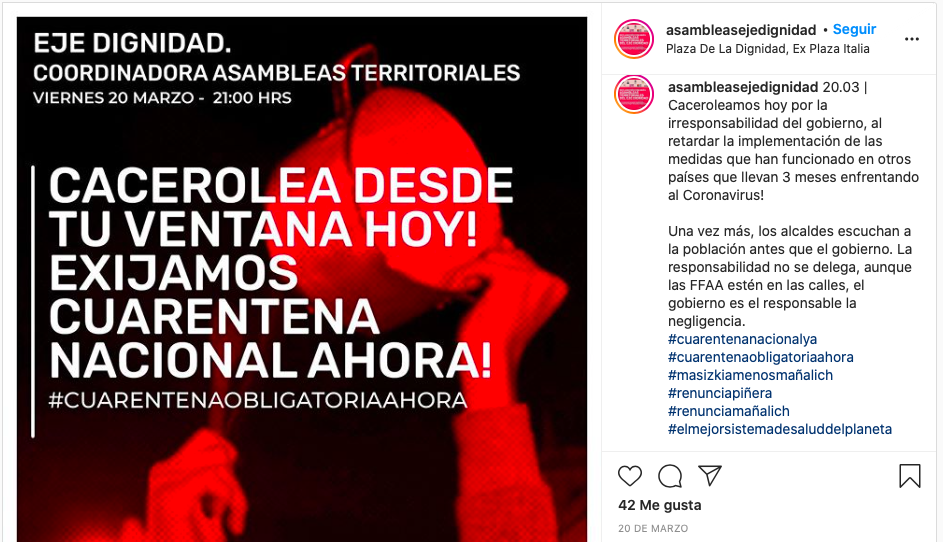 EJE DIGNIDAD.
COORDINADORA ASAMBLEAS TERRITORIALES
VIERNES 20 MARZO - 21:00 HRS
CACEROLEA DESDE
TU VENTANA HOY!
EXIJAMOS
CUARENTENA
NACIONAL AHORA!
#CUARENTENAOBLIGATORIAAHORA
asambleasejedignidad • Seguir
Plaza De La Dignidad, Ex Plaza Italia
asambleasejedignidad 20.03 |
Caceroleamos hoy por la
irresponsabilidad del gobierno, al
retardar la implementación de las
medidas que han funcionado en otros
países que llevan 3 meses enfrentando
al Coronavirus!
Una vez más, los alcaldes escuchan a
la población antes que el gobierno. La
responsabilidad no se delega, aunque
las FFAA estén en las calles, el
gobierno es el responsable la
negligencia.
#cuarentenanacionalya
#cuarentenaobligatoriaahora
#masizkiamenosmañalich
#renunciapiñera
#renunciamañalich
#elmejorsistemadesaluddelplaneta
42 Me gusta
20 DE MARZO